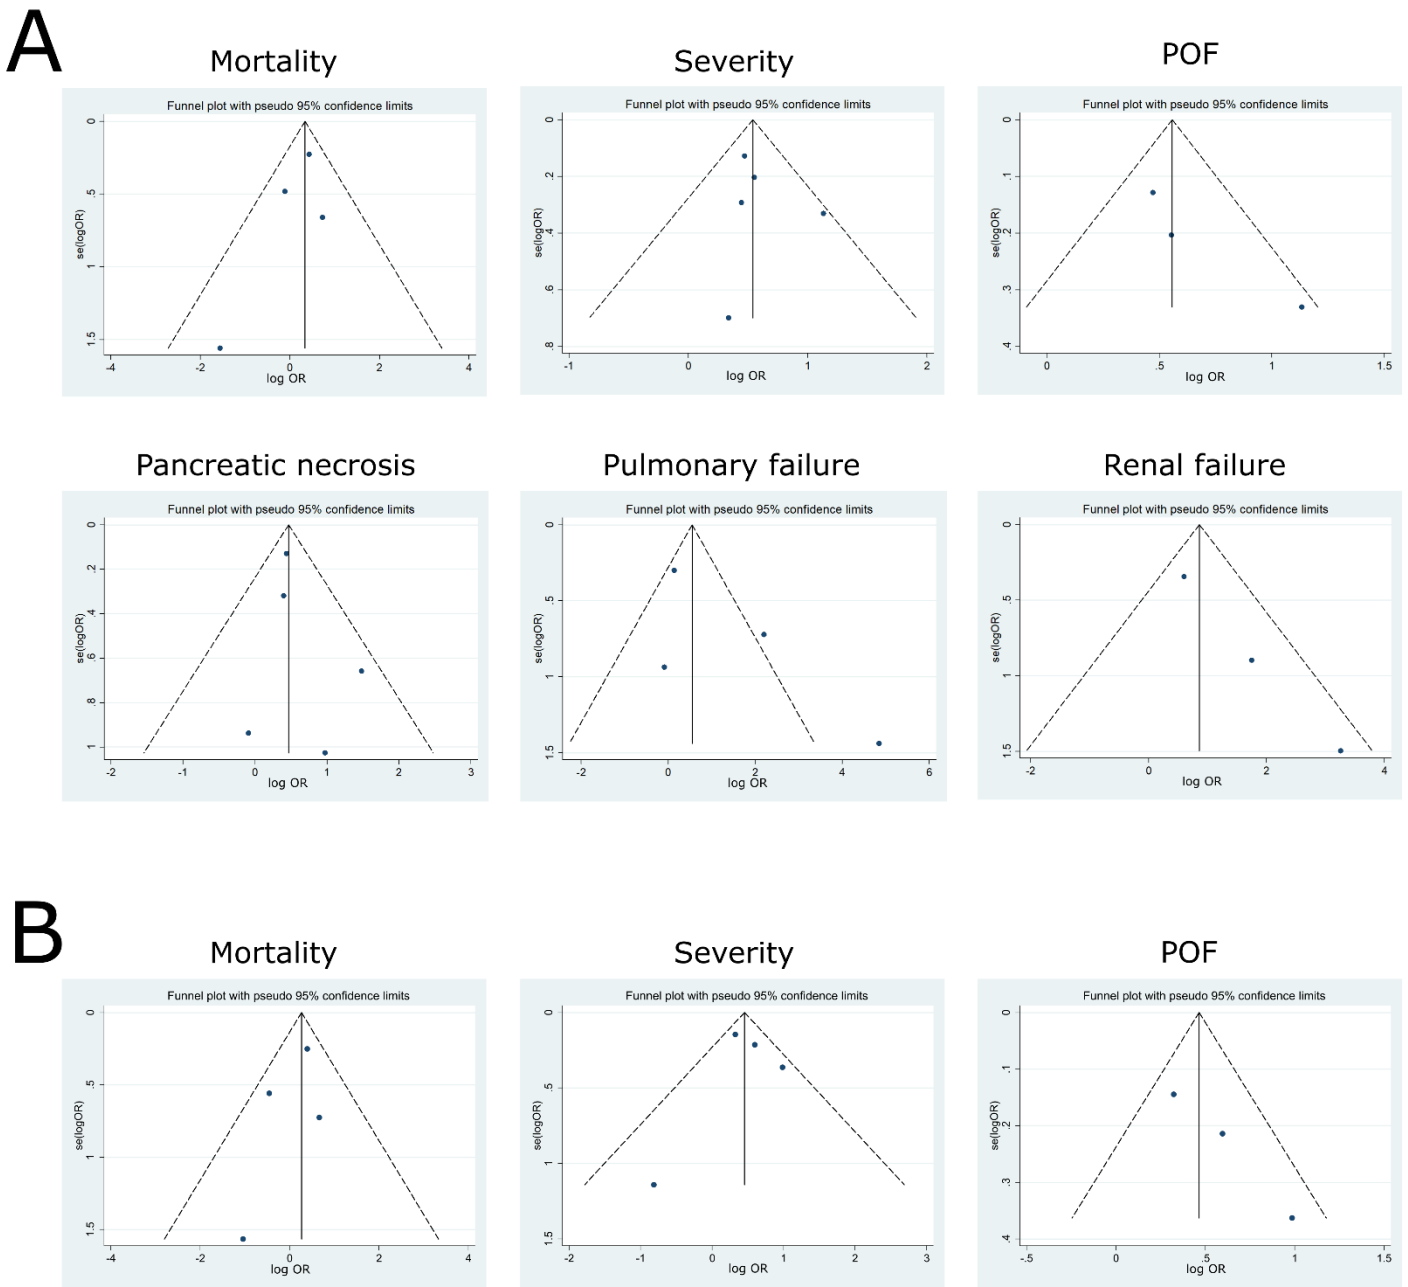 A
Mortality
Severity
POF
Funnel plot with pseudo 95% confidence limits
0
.5
1
1.5
se(logOR)
-4
-2
0
2
4
log OR
Funnel plot with pseudo 95% confidence limits
0
.2
.4
.6
.8
se(logOR)
-1
0
1
2
log OR
Funnel plot with pseudo 95% confidence limits
0
.1
.2
.3
.4
se(logOR)
0
.5
1
1.5
log OR
Pancreatic necrosis
Pulmonary failure
Renal failure
Funnel plot with pseudo 95% confidence limits
0
.2
.4
.6
.8
1
se(logOR)
-2
-1
0
1
2
3
log OR
Funnel plot with pseudo 95% confidence limits
0
.5
1
1.5
se(logOR)
-2
0
2
4
6
log OR
Funnel plot with pseudo 95% confidence limits
0
.5
1
1.5
se(logOR)
-2
0
2
4
log OR
B
Mortality
Severity
POF
Funnel plot with pseudo 95% confidence limits
0
.5
1
1.5
se(logOR)
-4
-2
0
2
4
log OR
Funnel plot with pseudo 95% confidence limits
0
.5
1
1.5
se(logOR)
-2
-1
0
1
2
3
log OR
Funnel plot with pseudo 95% confidence limits
0
.1
.2
.3
.4
se(logOR)
-.5
0
.5
1
1.5
log OR